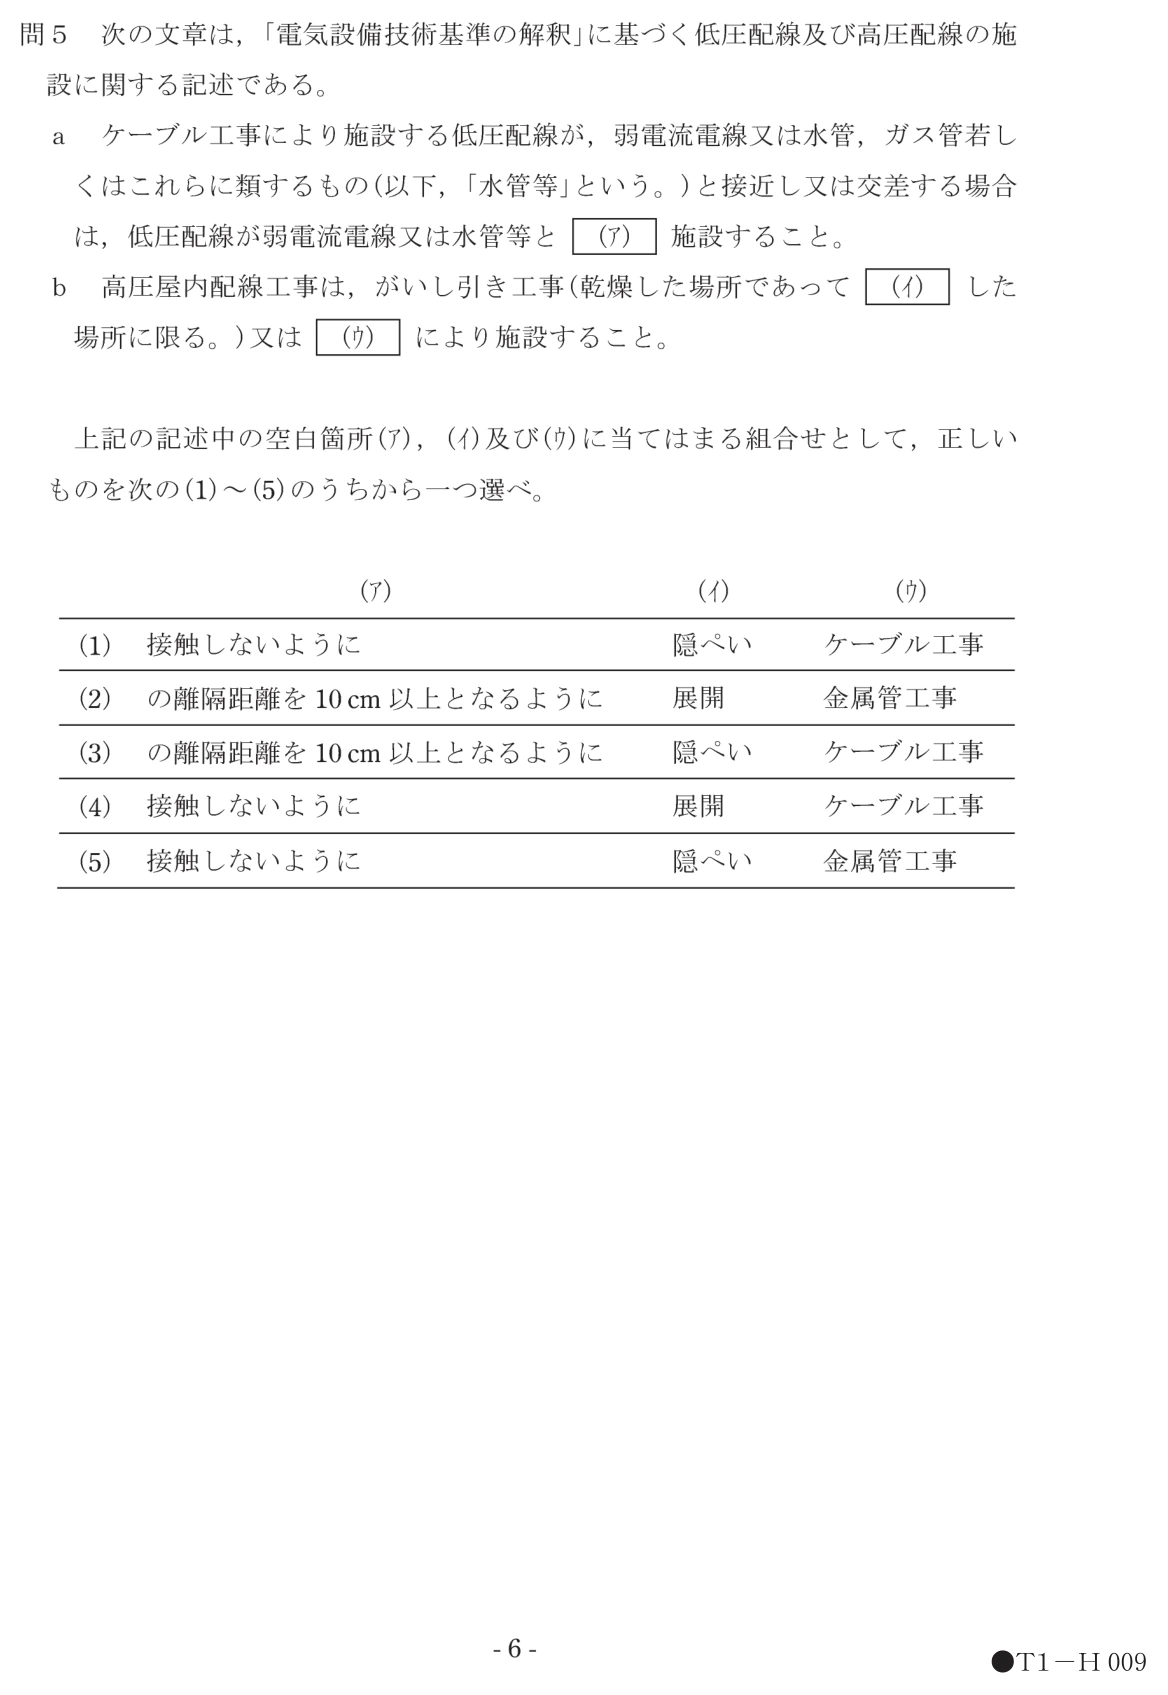 問５　次の文章は，「電気設備技術基準の解釈」に基づく低圧配線及び高圧配線の施
設に関する記述である。
a　ケーブル工事により施設する低圧配線が，弱電流電線又は水管，ガス管若し
くはこれらに類するもの(以下，「水管等」という。)と接近し又は交差する場合
は，低圧配線が弱電流電線又は水管等と (ｱ) 施設すること。
b　高圧屋内配線工事は，がいし引き工事(乾燥した場所であって (ｲ) した
場所に限る。)又は (ｳ) により施設すること。
上記の記述中の空白箇所(ｱ)，(ｲ)及び(ｳ)に当てはまる組合せとして，正しい
ものを次の(1)～(5)のうちから一つ選べ。
(ｱ)　(ｲ)　(ｳ)
(1)　接触しないように　隠ぺい　ケーブル工事
(2)　の離隔距離を 10 cm 以上となるように　展開　金属管工事
(3)　の離隔距離を 10 cm 以上となるように　隠ぺい　ケーブル工事
(4)　接触しないように　展開　ケーブル工事
(5)　接触しないように　隠ぺい　金属管工事
- 6 -
●T1－H 009